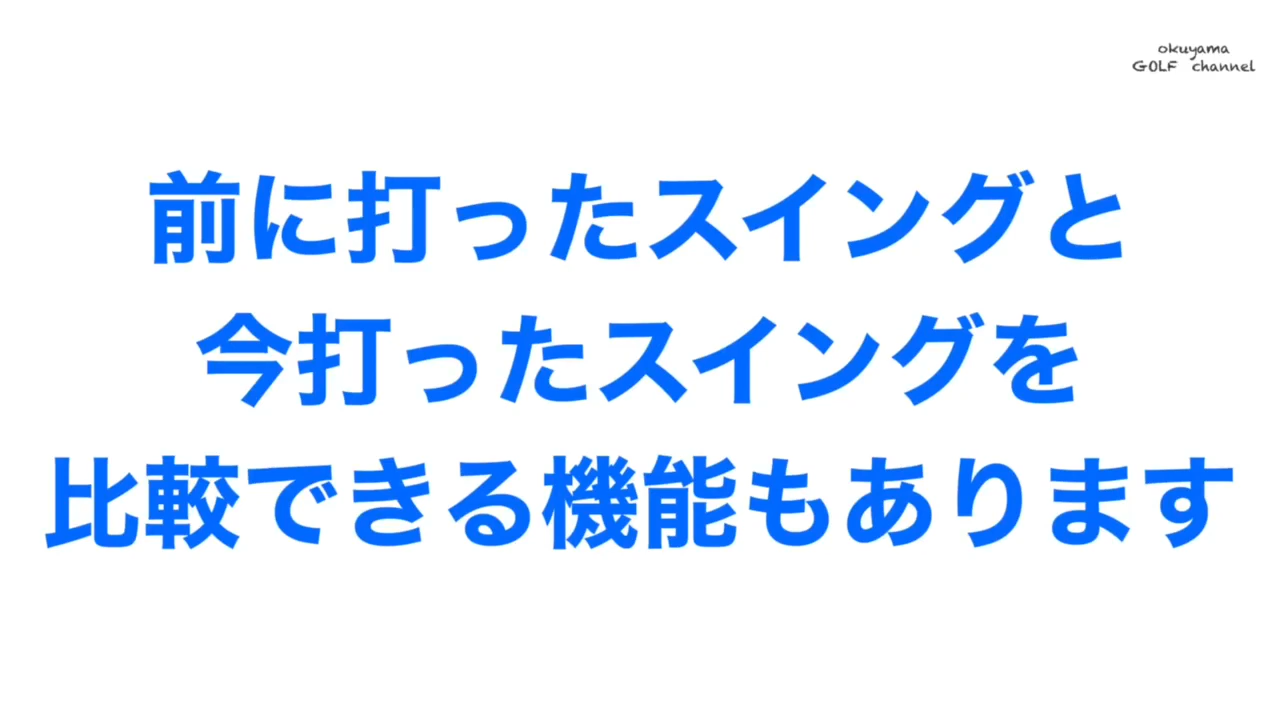 okuyama
GOLF channel
前に打ったスイングと
今打ったスイングを
比較できる機能もあります